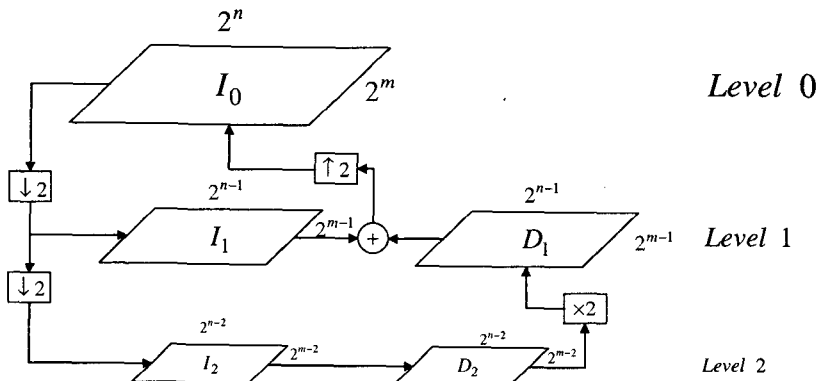 2^n
I_0
2^m
Level 0
↑2
↓2
2^{n-1}
2^{n-1}
I_1
2^{m-1}
+
D_1
2^{m-1}
Level 1
↓2
×2
2^{n-2}
2^{n-2}
I_2
2^{m-2}
D_2
2^{m-2}
Level 2